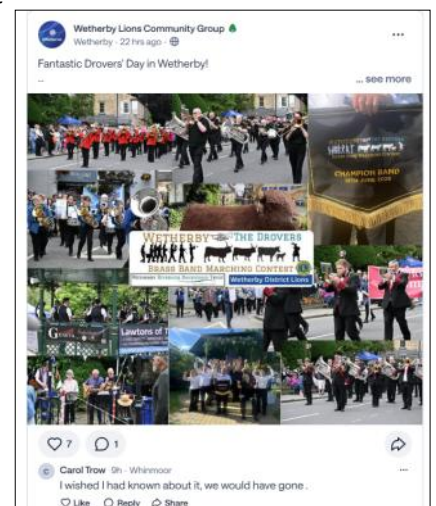 Wetherby Lions Community Group
Wetherby · 22 hrs ago ·
Fantastic Drovers' Day in Wetherby!
..
... see more
CHAMPION BAND
WETHERBY THE DROVERS
BRASS BAND MARCHING CONTEST
Wetherby District Lions
Lawtons of
7
1
Carol Trow 9h · Whinmoor
I wished I had known about it, we would have gone .
Like Reply Share